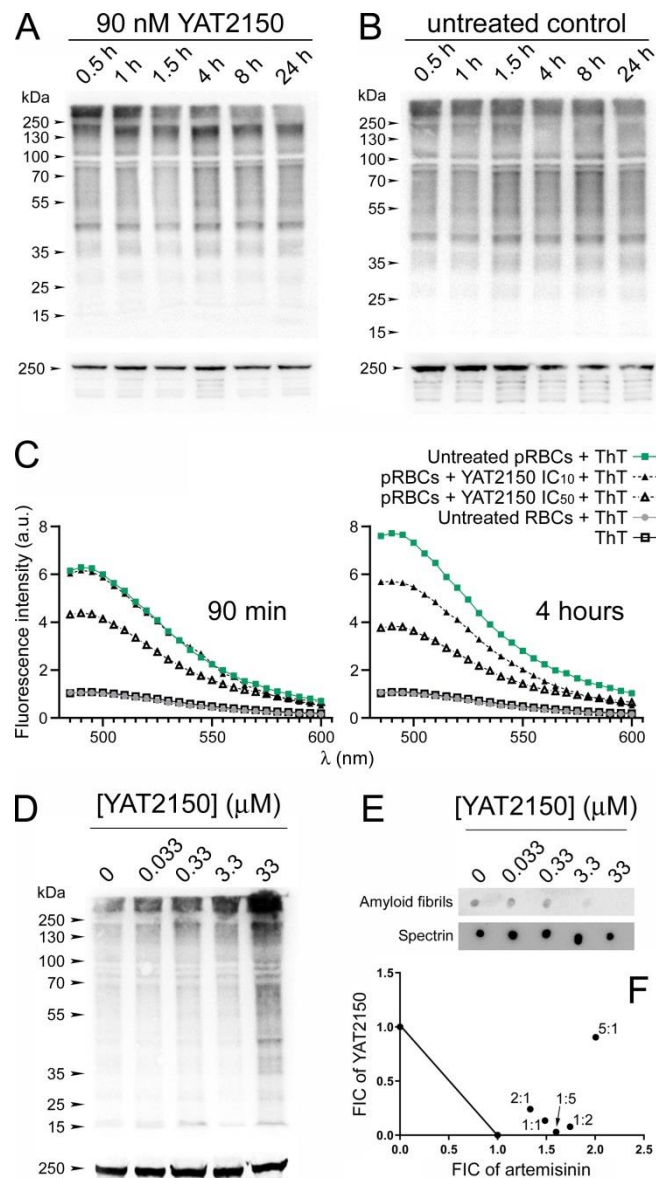 A
90 nM YAT2150
0.5 h 1 h 1.5 h 4 h 8 h 24 h
kDa
250
130
100
70
55
35
25
15
250
B
untreated control
0.5 h 1 h 1.5 h 4 h 8 h 24 h
kDa
250
130
100
70
55
35
25
15
250
C
Untreated pRBCs + ThT
pRBCs + YAT2150 IC10 + ThT
pRBCs + YAT2150 IC50 + ThT
Untreated RBCs + ThT
ThT
Fluorescence intensity (a.u.)
8
6
4
2
0
90 min
500 550 600
8
6
4
2
0
4 hours
500 550 600
λ (nm)
D
[YAT2150] (μM)
0 0.033 0.33 3.3 33
kDa
250
130
100
70
55
35
25
15
250
E
[YAT2150] (μM)
0 0.033 0.33 3.3 33
Amyloid fibrils
Spectrin
F
FIC of YAT2150
1.5
1.0
0.5
0.0
5:1
2:1
1:5
1:1
1:2
0.0 0.5 1.0 1.5 2.0 2.5
FIC of artemisinin